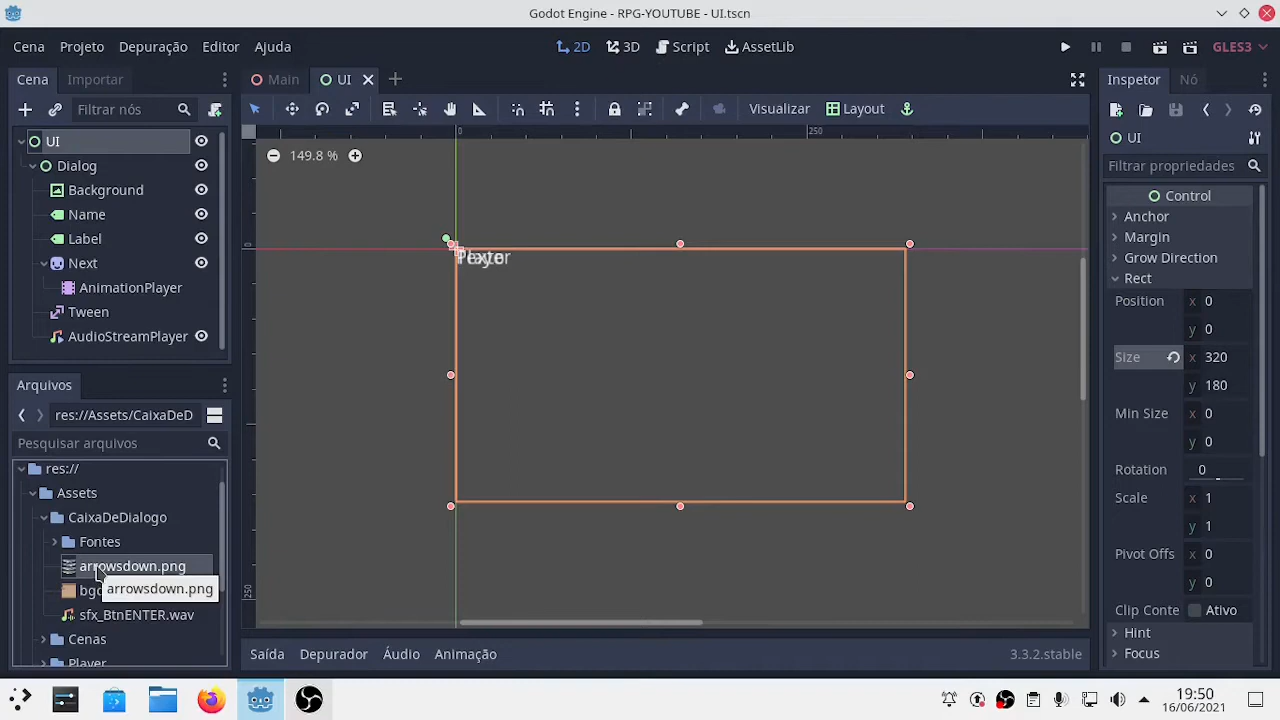 Godot Engine - RPG-YOUTUBE - UI.tscn
Cena Projeto Depuração Editor Ajuda
2D 3D Script AssetLib
GLES3
Cena Importar
Main UI
Inspetor Nó
Filtrar nós
Visualizar Layout
UI
Dialog
Background
Name
Label
Next
AnimationPlayer
Tween
AudioStreamPlayer
Arquivos
res://Assets/CaixaDeD
Pesquisar arquivos
res://
Assets
CaixaDeDialogo
Fontes
arrowsdown.png
arrowsdown.png
sfx_BtnENTER.wav
Cenas
Player
0 250
149.8 %
0
250
Saída Depurador Áudio Animação 3.3.2.stable
UI
Filtrar propriedades
Control
Anchor
Margin
Grow Direction
Rect
Position x 0
y 0
Size x 320
y 180
Min Size x 0
y 0
Rotation 0
Scale x 1
y 1
Pivot Offs x 0
y 0
Clip Conte Ativo
Hint
Focus
19:50
16/06/2021